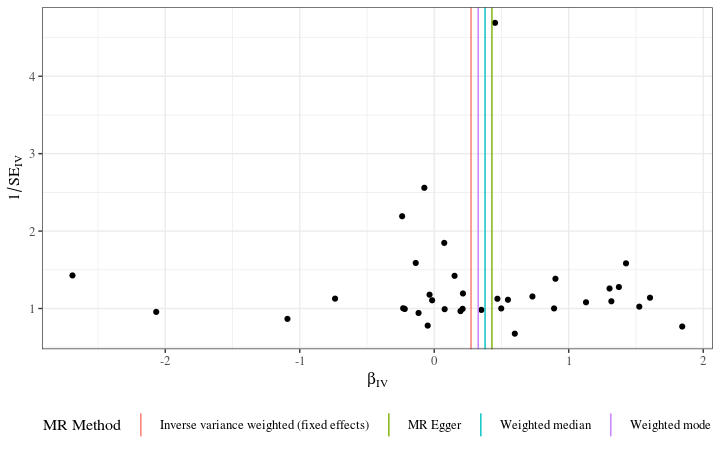 4
3
2
1
1/SE_IV
-2 -1 0 1 2
β_IV
MR Method Inverse variance weighted (fixed effects) MR Egger Weighted median Weighted mode